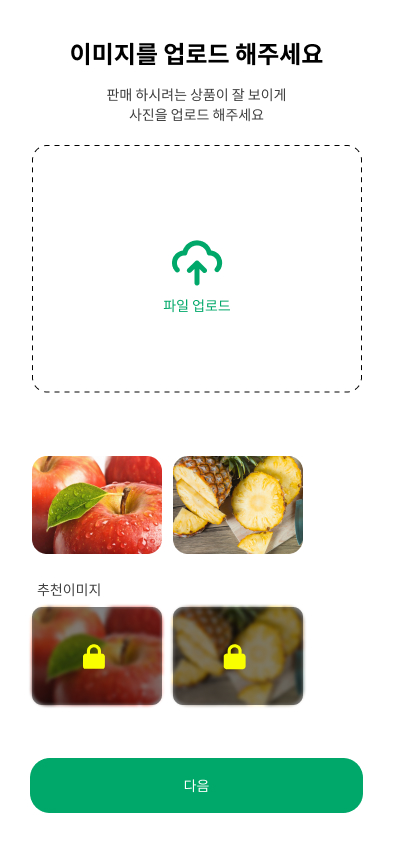 이미지를 업로드 해주세요
판매 하시려는 상품이 잘 보이게
사진을 업로드 해주세요
파일 업로드
추천이미지
다음